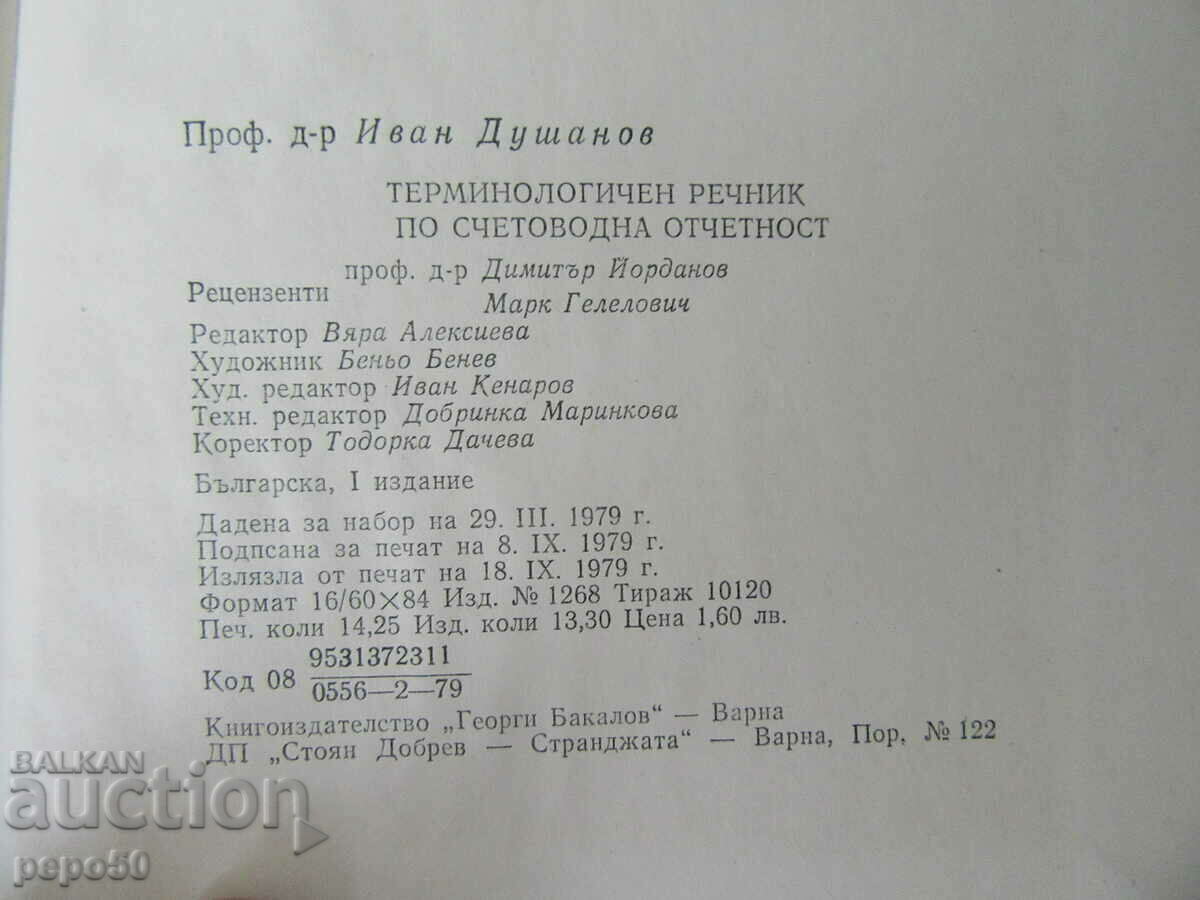 Проф. д-р Иван Душанов
ТЕРМИНОЛОГИЧЕН РЕЧНИК
ПО СЧЕТОВОДНА ОТЧЕТНОСТ
проф. д-р Димитър Йорданов
Рецензенти
Марк Гелелович
Редактор Вяра Алексиева
Художник Беньо Бенев
Худ. редактор Иван Кенаров
Техн. редактор Добринка Маринкова
Коректор Тодорка Дачева
Българска, I издание
Дадена за набор на 29. III. 1979 г.
Подпсана за печат на 8. IX. 1979 г.
Излязла от печат на 18. IX. 1979 г.
Формат 16/60×84 Изд. № 1268 Тираж 10120
Печ. коли 14,25 Изд. коли 13,30 Цена 1,60 лв.
9531372311
Код 08
0556—2—79
Книгоиздателство „Георги Бакалов“ — Варна
ДП „Стоян Добрев — Странджата“ — Варна, Пор. № 122
BALKAN
auction
pepo50